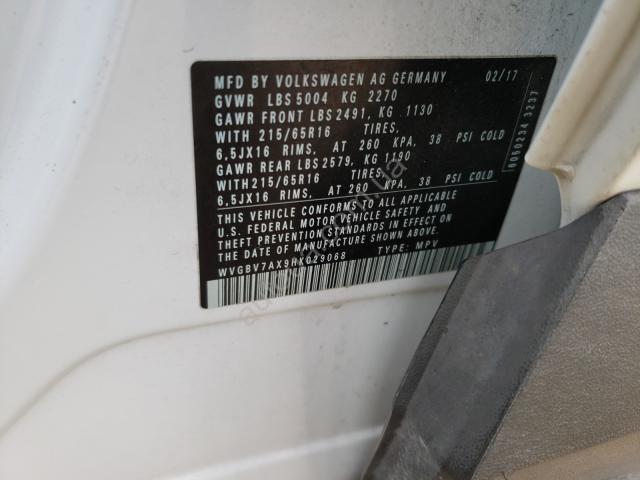 MFD BY VOLKSWAGEN AG GERMANY 02/17
GVWR LBS 5004 KG 2270
GAWR FRONT LBS 2491, KG 1130
WITH 215/65R16 TIRES,
6.5JX16 RIMS, AT 260 KPA, 38 PSI COLD
GAWR REAR LBS 2579, KG 1190
WITH 215/65R16 TIRES,
6.5JX16 RIMS, AT 260 KPA, 38 PSI COLD
THIS VEHICLE CONFORMS TO ALL APPLICABLE
U.S. FEDERAL MOTOR VEHICLE SAFETY AND
THEFT PREVENTION STANDARDS IN EFFECT ON
THE DATE OF MANUFACTURE SHOWN ABOVE
WVGBV7AX9HK029068 TYPE: MPV
8050234 3237